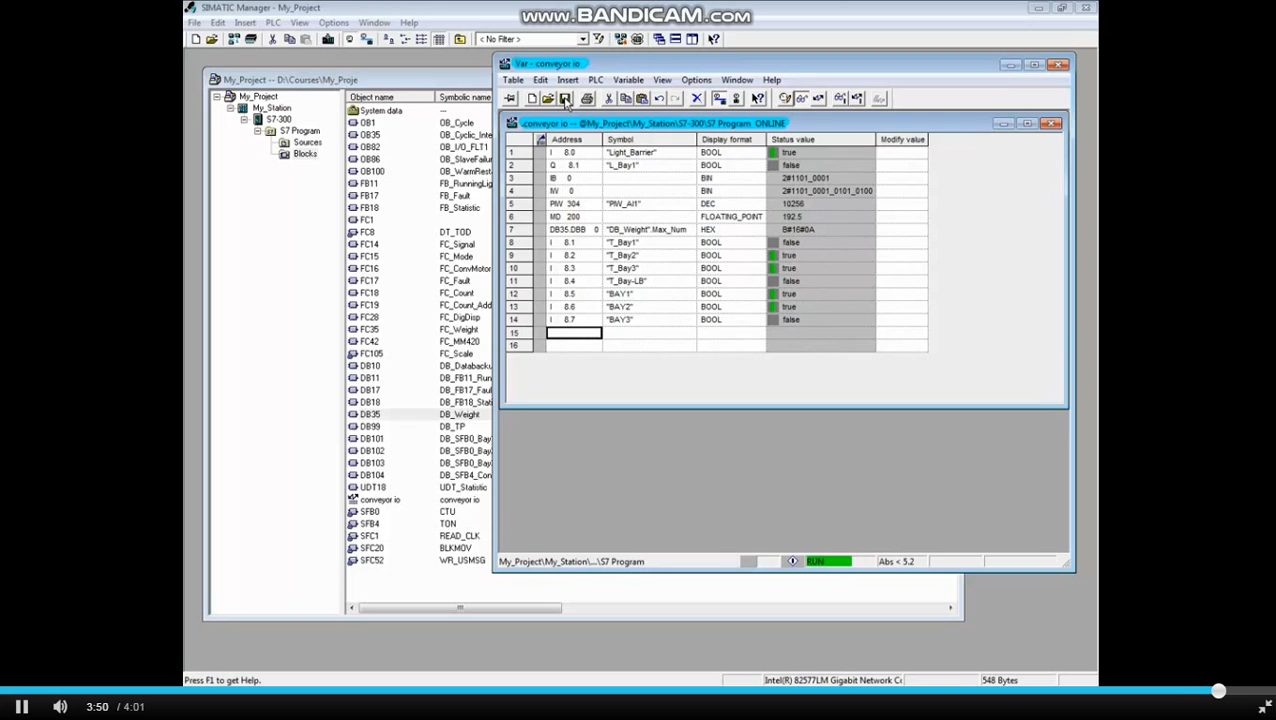 SIMATIC Manager - My_Project
www.BANDICAM.com
File Edit Insert PLC View Options Window Help
< No Filter >
My_Project -- D:\Courses\My_Proje
My_Project
My_Station
S7-300
S7 Program
Sources
Blocks
Object name Symbolic name
System data ---
OB1 OB_Cycle
OB35 OB_Cyclic_Inte
OB82 OB_I/O_FLT1
OB86 OB_SlaveFailur
OB100 OB_WarmRest
FB11 FB_RunningLig
FB17 FB_Fault
FB18 FB_Statistic
FC1
FC8 DT_TOD
FC14 FC_Signal
FC15 FC_Mode
FC16 FC_ConvMotor
FC17 FC_Fault
FC18 FC_Count
FC19 FC_Counter
FC26 FC_DigDisp
FC35 FC_Weight
FC42 FC_MM420
FC105 FC_Scale
DB10 DB_Databacku
DB11 DB_FB11_Run
DB17 DB_FB17_Faul
DB18 DB_FB18_Stati
DB35 DB_Weight
DB99 DB_TP
DB101 DB_SFB0_Bay
DB102 DB_SFB0_Bay
DB103 DB_SFB0_Bay
DB104 DB_SFB4_Con
UDT18 UDT_Statistic
conveyor io conveyor io
SFB0 CTU
SFB4 TON
SFC1 READ_CLK
SFC20 BLKMOV
SFC52 WR_USMSG
Var - conveyor io
Table Edit Insert PLC Variable View Options Window Help
conveyor io -- @My_Project\My_Station\S7-300\S7 Program ONLINE
Address Symbol Display format Status value Modify value
1 I 8.0 "Light_Barrier" BOOL true
2 Q 8.1 "L_Bay1" BOOL false
3 IB 0 BIN 2#1101_0001
4 IW 0 BIN 2#1101_0001_0101_0100
5 PIW 304 "PIW_AI1" DEC 10256
6 MD 200 FLOATING_POINT 192.5
7 DB35.DBB 0 "DB_Weight".Max_Num HEX B#16#0A
8 I 8.1 "T_Bay1" BOOL false
9 I 8.2 "T_Bay2" BOOL true
10 I 8.3 "T_Bay3" BOOL true
11 I 8.4 "T_Bay-LB" BOOL false
12 I 8.5 "BAY1" BOOL true
13 I 8.6 "BAY2" BOOL true
14 I 8.7 "BAY3" BOOL false
15
16
My_Project\My_Station\...\S7 Program RUN Abs < 5.2
Press F1 to get Help. Intel(R) 82577LM Gigabit Network Cc 548 Bytes
3:50 / 4:01